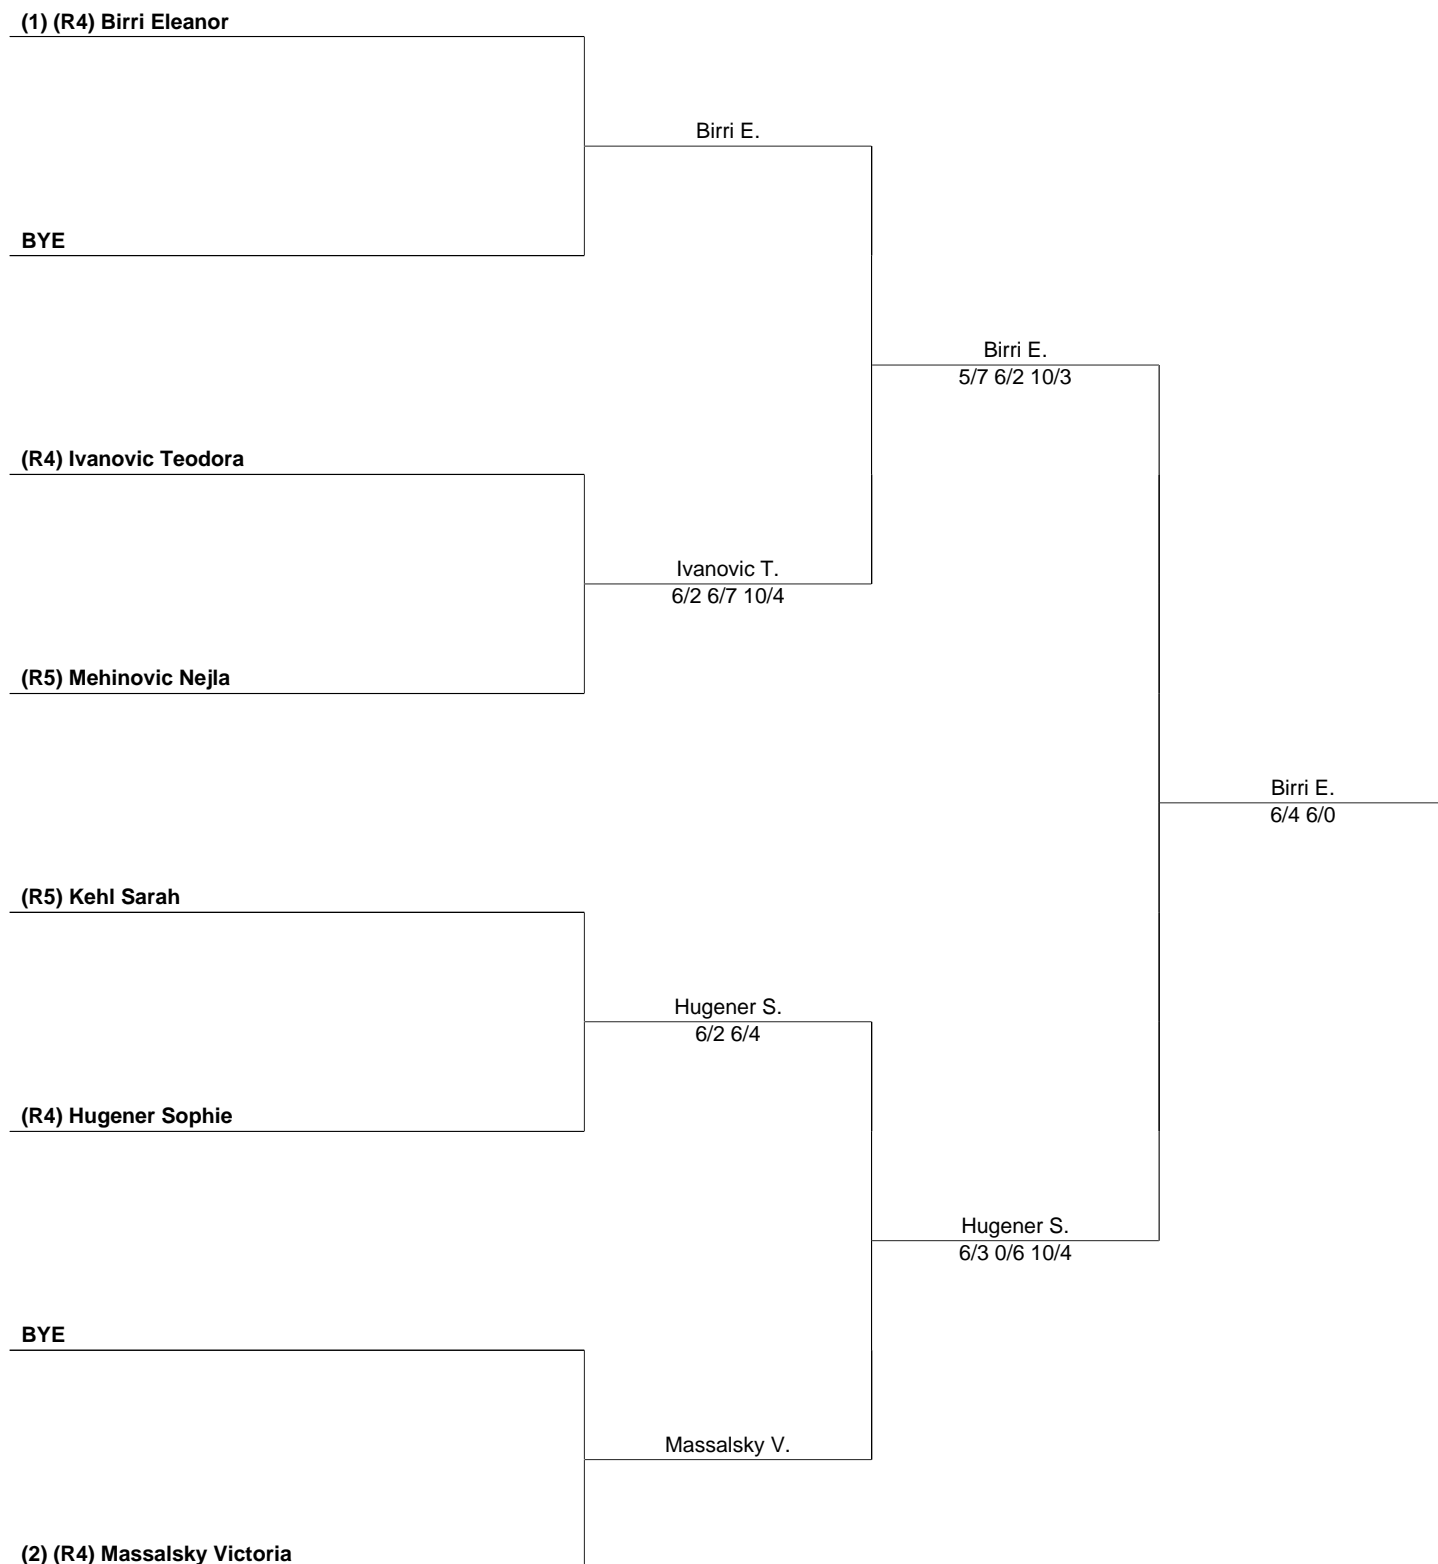 (1) (R4) Birri Eleanor
Birri E.
BYE
Birri E.
5/7 6/2 10/3
(R4) Ivanovic Teodora
Ivanovic T.
6/2 6/7 10/4
(R5) Mehinovic Nejla
Birri E.
6/4 6/0
(R5) Kehl Sarah
Hugener S.
6/2 6/4
(R4) Hugener Sophie
Hugener S.
6/3 0/6 10/4
BYE
Massalsky V.
(2) (R4) Massalsky Victoria